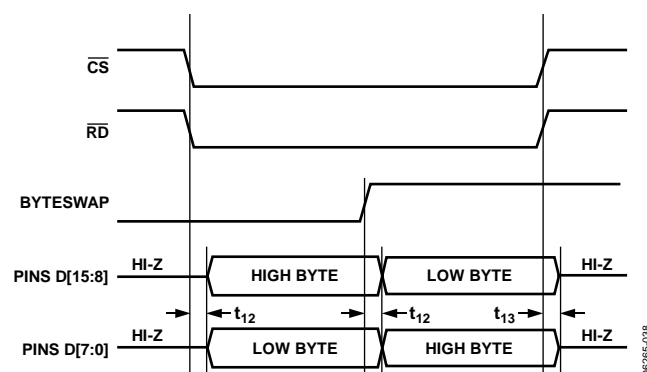 CS
RD
BYTESWAP
PINS D[15:8] HI-Z HIGH BYTE LOW BYTE HI-Z
t12 t12 t13
PINS D[7:0] HI-Z LOW BYTE HIGH BYTE HI-Z